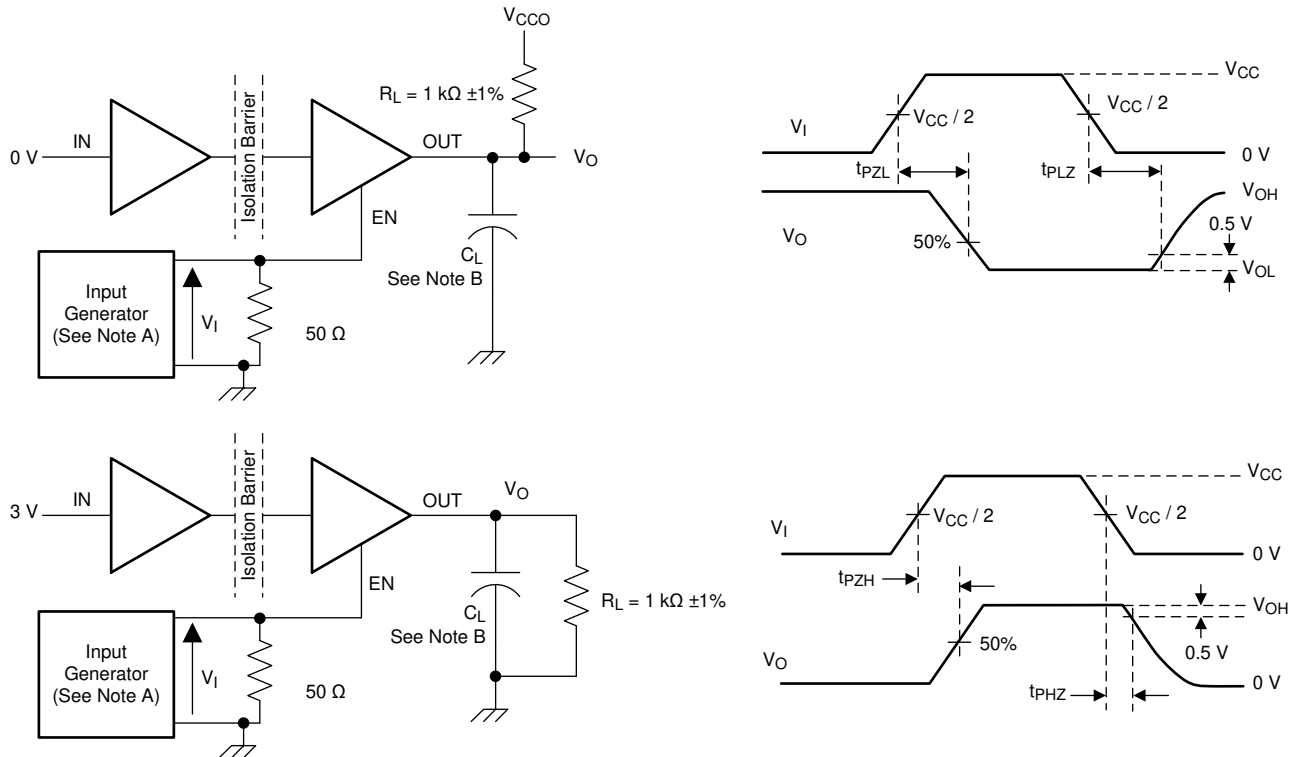 VCCO
RL = 1 kΩ ±1%
0 V
IN
Isolation Barrier
OUT
VO
EN
CL
See Note B
Input
Generator
(See Note A)
VI
50 Ω
VCC
VI
VCC / 2
VCC / 2
0 V
tPZL
tPLZ
VOH
VO
0.5 V
50%
VOL
3 V
IN
Isolation Barrier
OUT
VO
EN
CL
See Note B
RL = 1 kΩ ±1%
Input
Generator
(See Note A)
VI
50 Ω
VCC
VI
VCC / 2
VCC / 2
0 V
tPZH
VOH
50%
0.5 V
VO
0 V
tPHZ